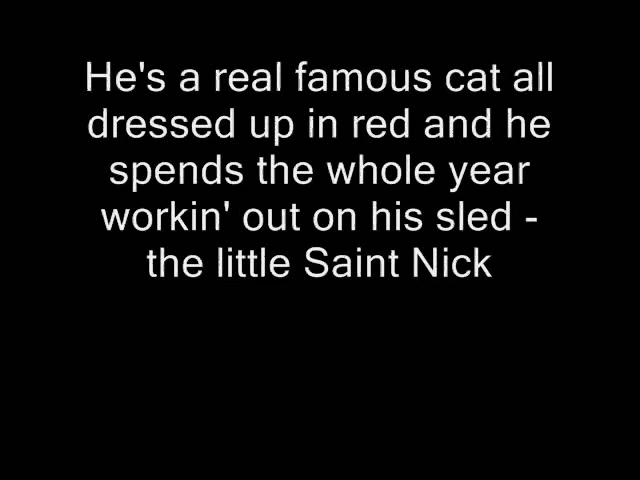 He's a real famous cat all
dressed up in red and he
spends the whole year
workin' out on his sled -
the little Saint Nick